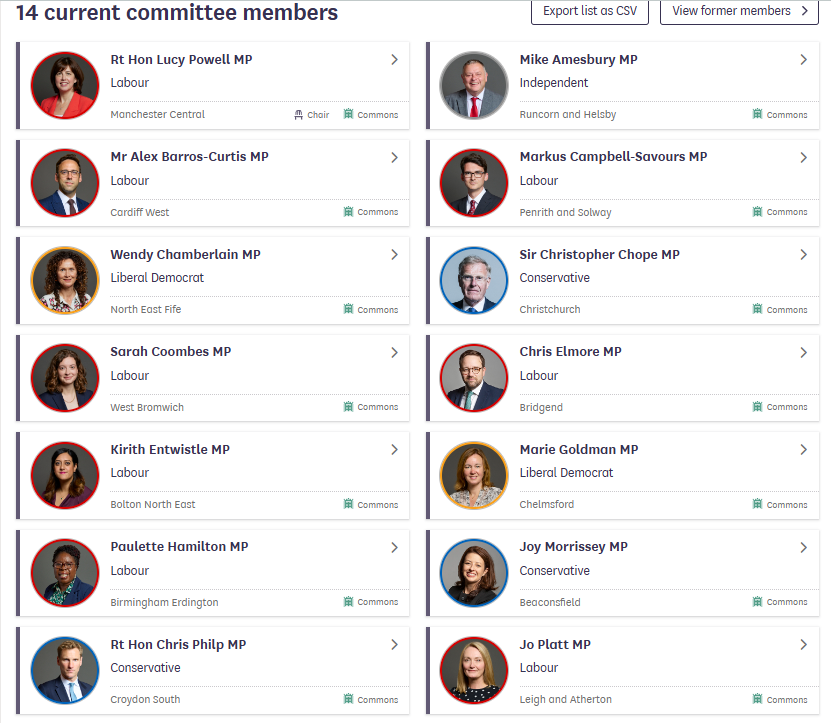 14 current committee members
Export list as CSV
View former members
Rt Hon Lucy Powell MP
Labour
Manchester Central
Chair
Commons
Mike Amesbury MP
Independent
Runcorn and Helsby
Commons
Mr Alex Barros-Curtis MP
Labour
Cardiff West
Commons
Markus Campbell-Savours MP
Labour
Penrith and Solway
Commons
Wendy Chamberlain MP
Liberal Democrat
North East Fife
Commons
Sir Christopher Chope MP
Conservative
Christchurch
Commons
Sarah Coombes MP
Labour
West Bromwich
Commons
Chris Elmore MP
Labour
Bridgend
Commons
Kirith Entwistle MP
Labour
Bolton North East
Commons
Marie Goldman MP
Liberal Democrat
Chelmsford
Commons
Paulette Hamilton MP
Labour
Birmingham Erdington
Commons
Joy Morrissey MP
Conservative
Beaconsfield
Commons
Rt Hon Chris Philp MP
Conservative
Croydon South
Commons
Jo Platt MP
Labour
Leigh and Atherton
Commons